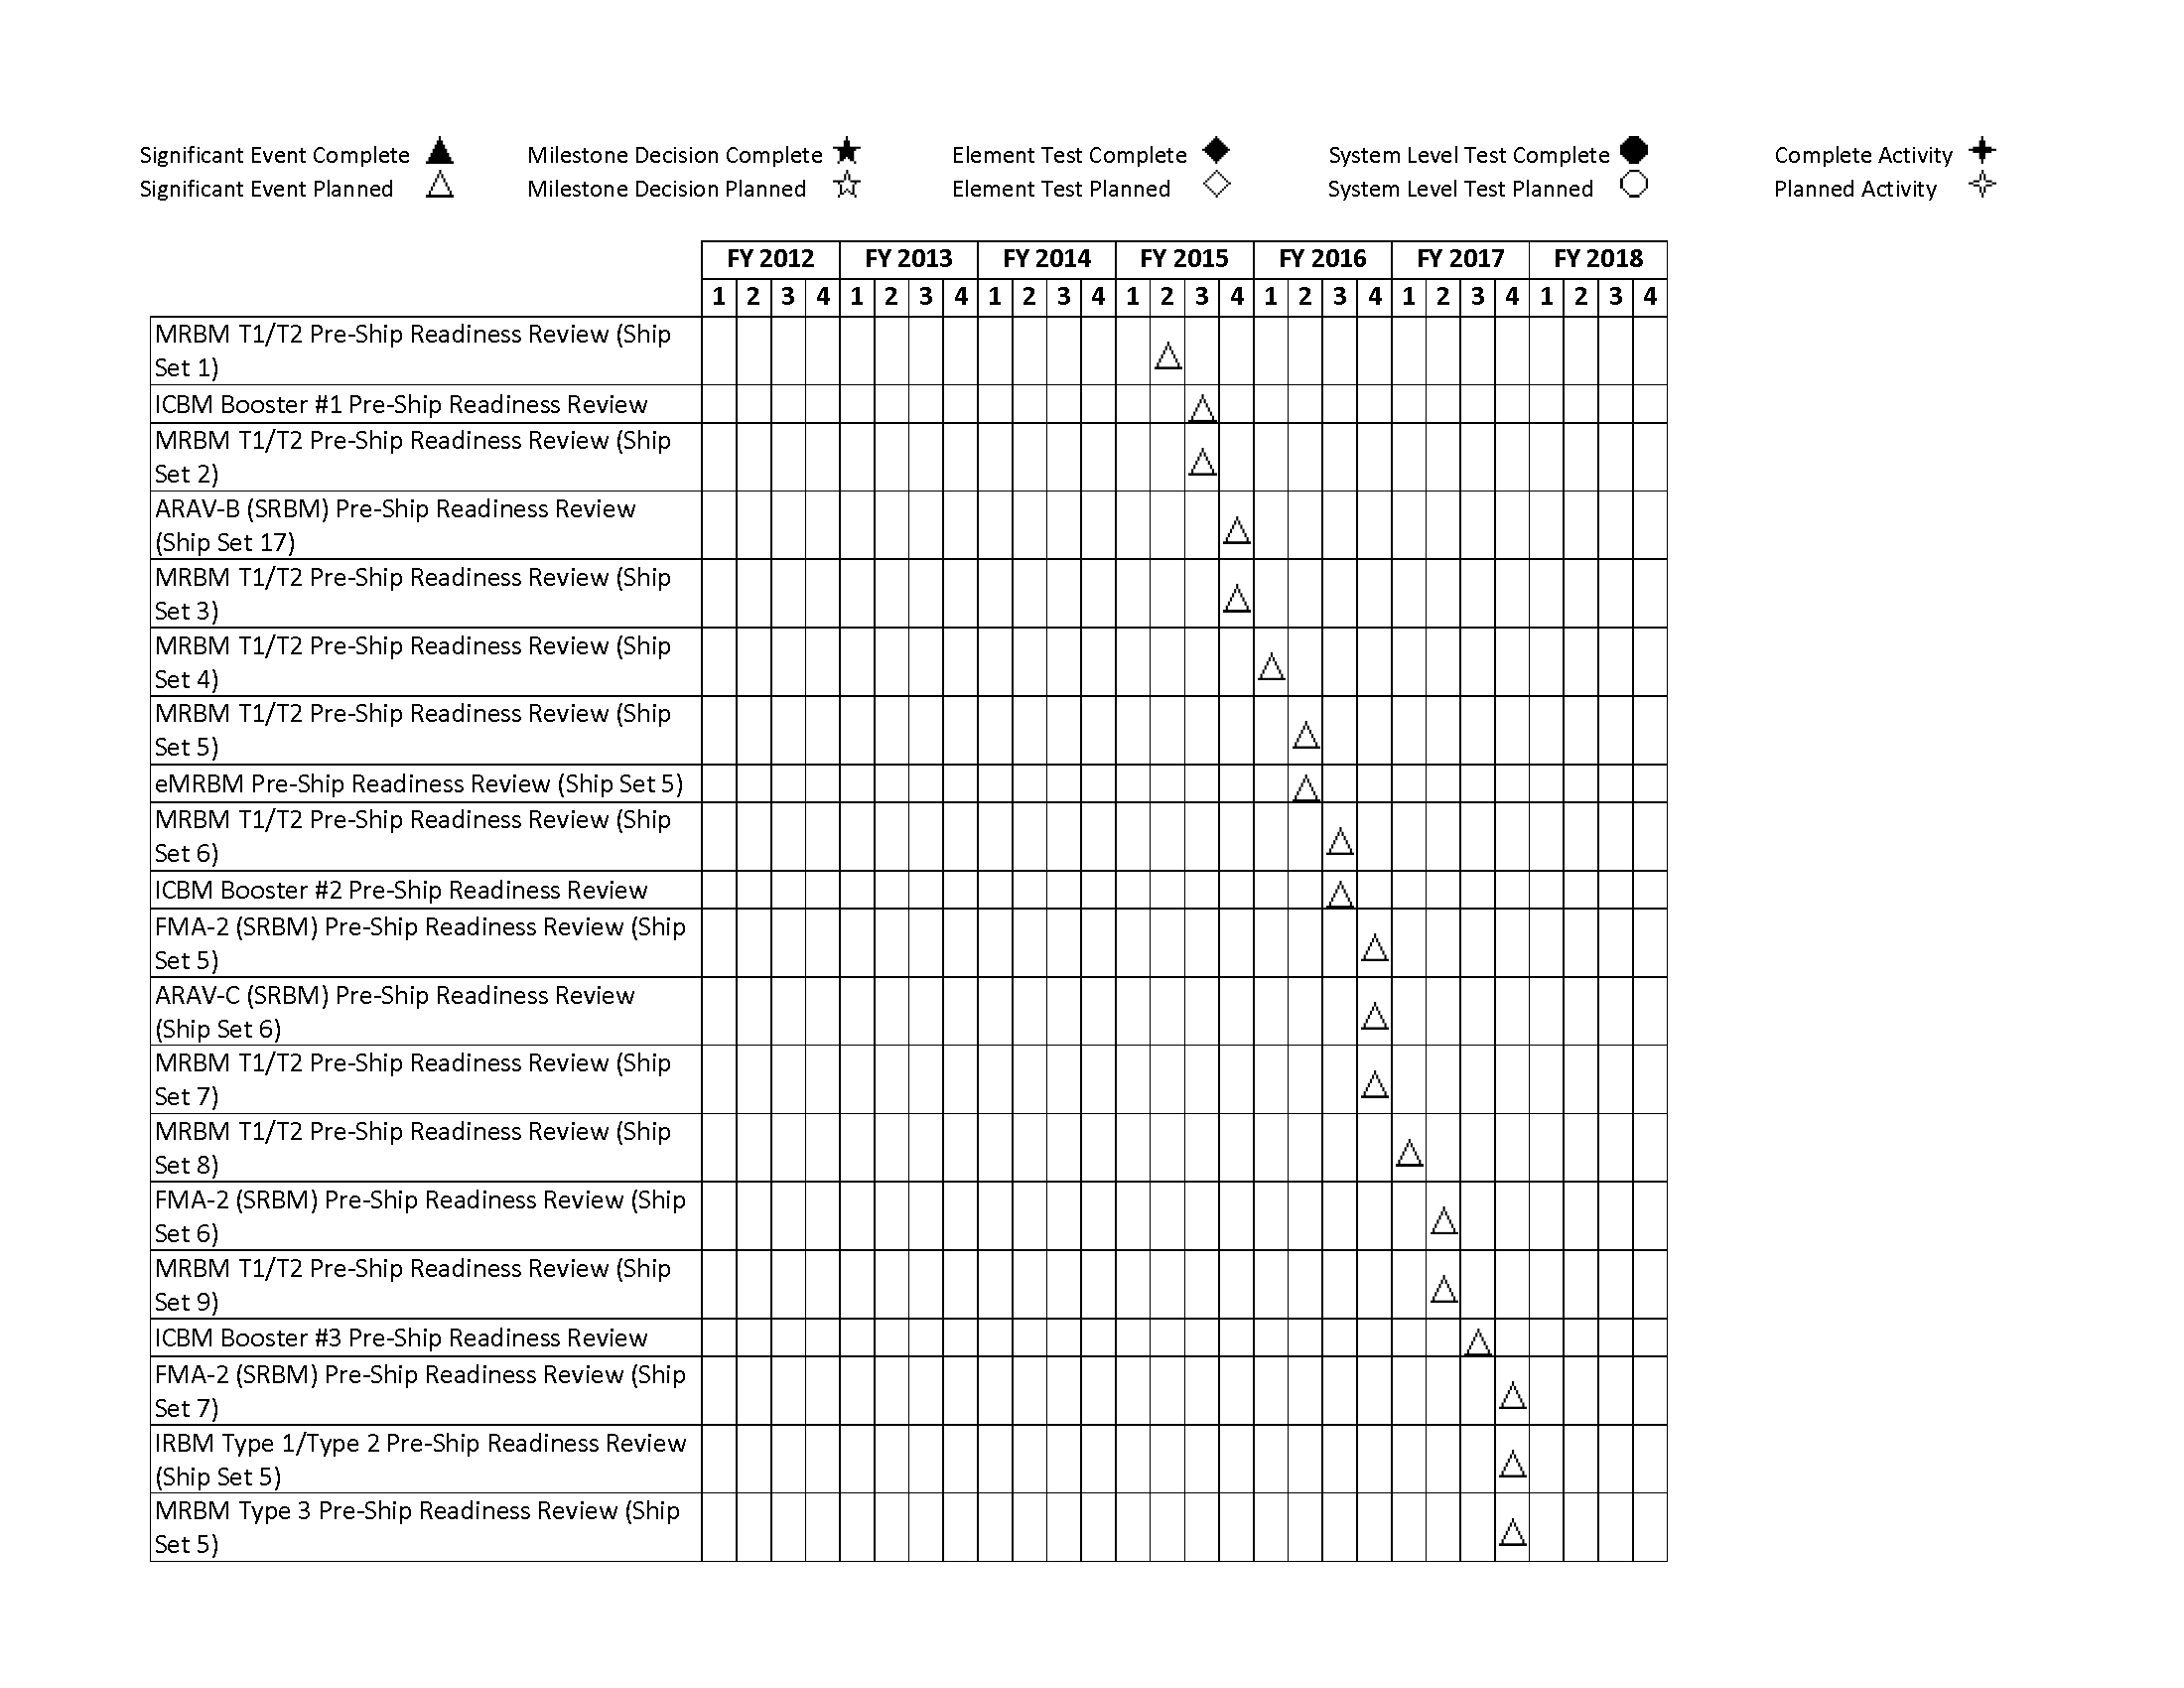 Significant Event Complete Milestone Decision Complete Element Test Complete System Level Test Complete Complete Activity
Significant Event Planned Milestone Decision Planned Element Test Planned System Level Test Planned Planned Activity
FY 2012 FY 2013 FY 2014 FY 2015 FY 2016 FY 2017 FY 2018
1 2 3 4 1 2 3 4 1 2 3 4 1 2 3 4 1 2 3 4 1 2 3 4 1 2 3 4
MRBM T1/T2 Pre-Ship Readiness Review (Ship
Set 1)
ICBM Booster #1 Pre-Ship Readiness Review
MRBM T1/T2 Pre-Ship Readiness Review (Ship
Set 2)
ARAV-B (SRBM) Pre-Ship Readiness Review
(Ship Set 17)
MRBM T1/T2 Pre-Ship Readiness Review (Ship
Set 3)
MRBM T1/T2 Pre-Ship Readiness Review (Ship
Set 4)
MRBM T1/T2 Pre-Ship Readiness Review (Ship
Set 5)
eMRBM Pre-Ship Readiness Review (Ship Set 5)
MRBM T1/T2 Pre-Ship Readiness Review (Ship
Set 6)
ICBM Booster #2 Pre-Ship Readiness Review
FMA-2 (SRBM) Pre-Ship Readiness Review (Ship
Set 5)
ARAV-C (SRBM) Pre-Ship Readiness Review
(Ship Set 6)
MRBM T1/T2 Pre-Ship Readiness Review (Ship
Set 7)
MRBM T1/T2 Pre-Ship Readiness Review (Ship
Set 8)
FMA-2 (SRBM) Pre-Ship Readiness Review (Ship
Set 6)
MRBM T1/T2 Pre-Ship Readiness Review (Ship
Set 9)
ICBM Booster #3 Pre-Ship Readiness Review
FMA-2 (SRBM) Pre-Ship Readiness Review (Ship
Set 7)
IRBM Type 1/Type 2 Pre-Ship Readiness Review
(Ship Set 5)
MRBM Type 3 Pre-Ship Readiness Review (Ship
Set 5)